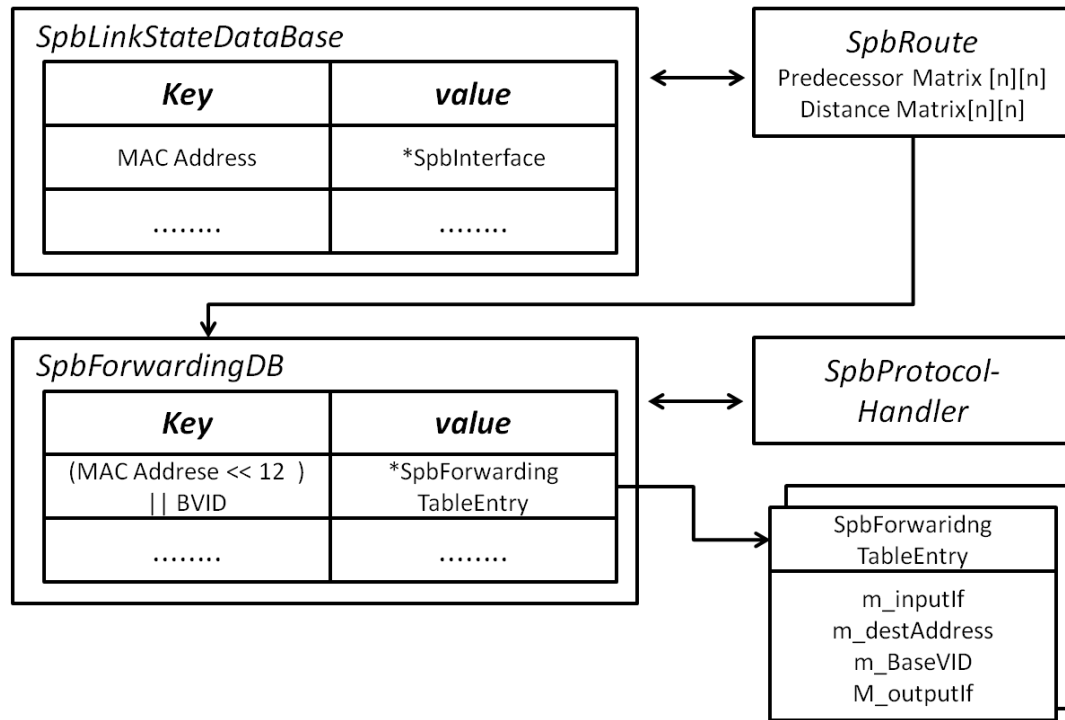 SpbLinkStateDataBase
Key value
MAC Address *SpbInterface
........ ........
SpbRoute
Predecessor Matrix [n][n]
Distance Matrix[n][n]
SpbForwardingDB
Key value
(MAC Addrese << 12 ) *SpbForwarding
|| BVID TableEntry
........ ........
SpbProtocol-
Handler
SpbForwaridng
TableEntry
m_inputIf
m_destAddress
m_BaseVID
M_outputIf